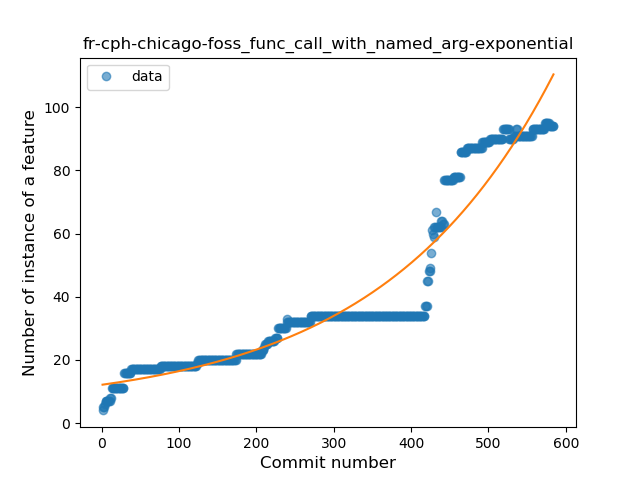 fr-cph-chicago-foss_func_call_with_named_arg-exponential
data
Number of instance of a feature
100
80
60
40
20
0
0 100 200 300 400 500 600
Commit number